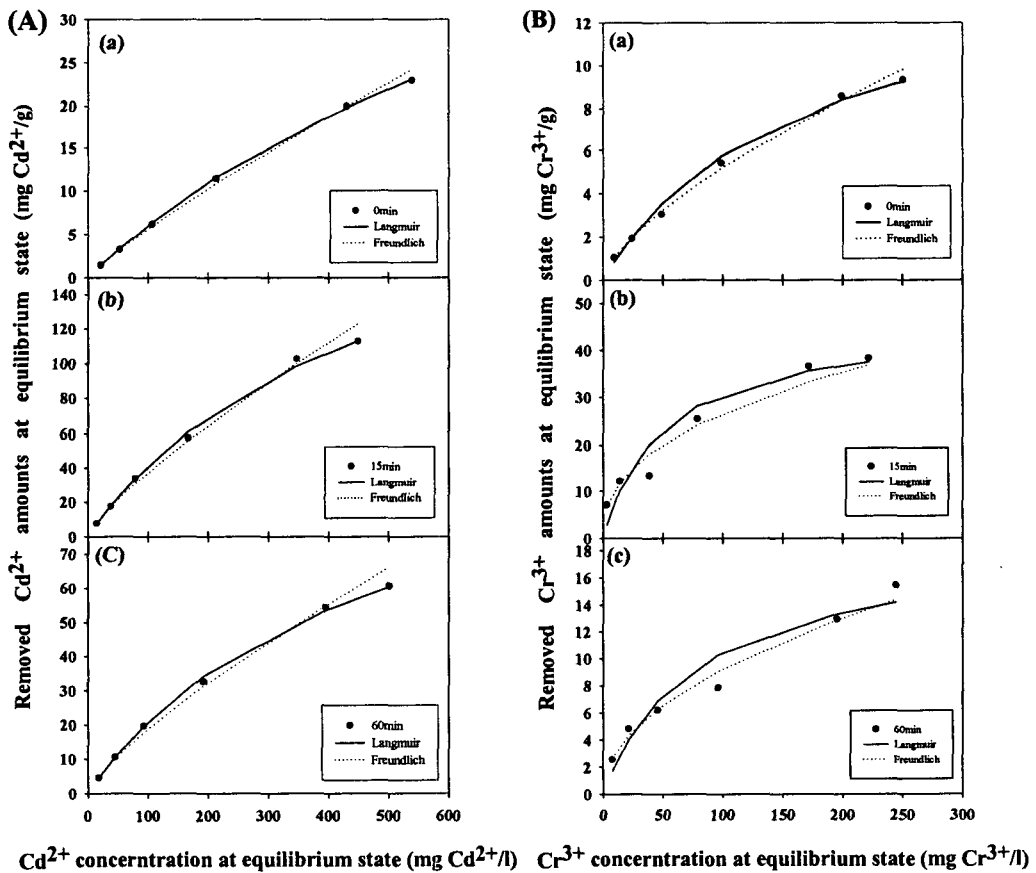 (A)
(B)
Removed Cd2+ amounts at equilibrium state (mg Cd2+/g)
(a)
30
25
20
15
10
5
0
0min
Langmuir
Freundlich
(b)
140
120
100
80
60
40
20
0
15min
Langmuir
Freundlich
(C)
70
60
50
40
30
20
10
0
60min
Langmuir
Freundlich
0 100 200 300 400 500 600
Cd2+ concerntration at equilibrium state (mg Cd2+/l)
Removed Cr3+ amounts at equilibrium state (mg Cr3+/g)
(a)
12
10
8
6
4
2
0
0min
Langmuir
Freundlich
(b)
50
40
30
20
10
0
15min
Langmuir
Freundlich
(c)
18
16
14
12
10
8
6
4
2
0
60min
Langmuir
Freundlich
0 50 100 150 200 250 300
Cr3+ concerntration at equilibrium state (mg Cr3+/l)